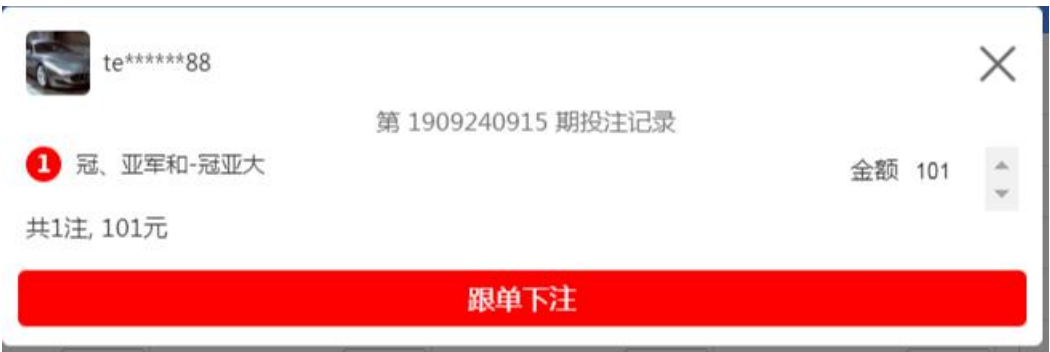 te******88
第 1909240915 期投注记录
1 冠、亚军和-冠亚大 金额 101
共1注, 101元
跟单下注